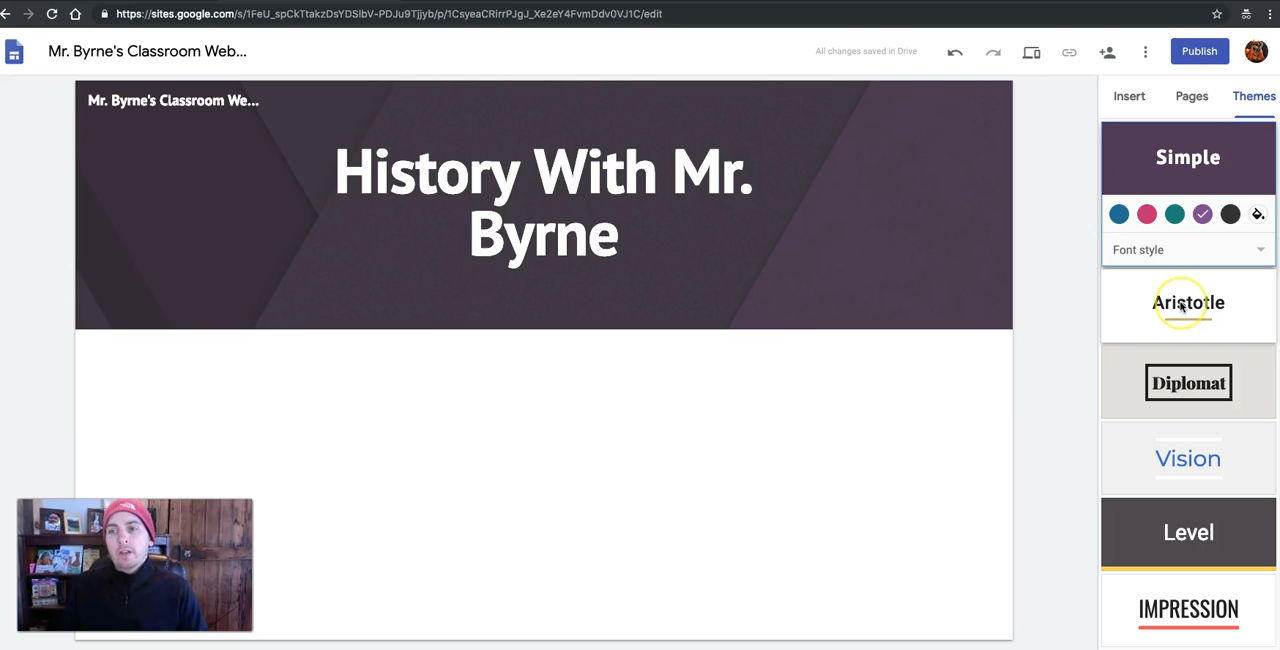 https://sites.google.com/s/1FeU_spCkTtakzDsYDSlbV-PDJu9Tjjyb/p/1CsyeaCRirrPJgJ_Xe2eY4FvmDdv0VJ1C/edit
Mr. Byrne's Classroom Web...
All changes saved in Drive
Publish
Insert
Pages
Themes
Mr. Byrne's Classroom We...
History With Mr.
Byrne
Simple
Font style
Aristotle
Diplomat
Vision
Level
IMPRESSION